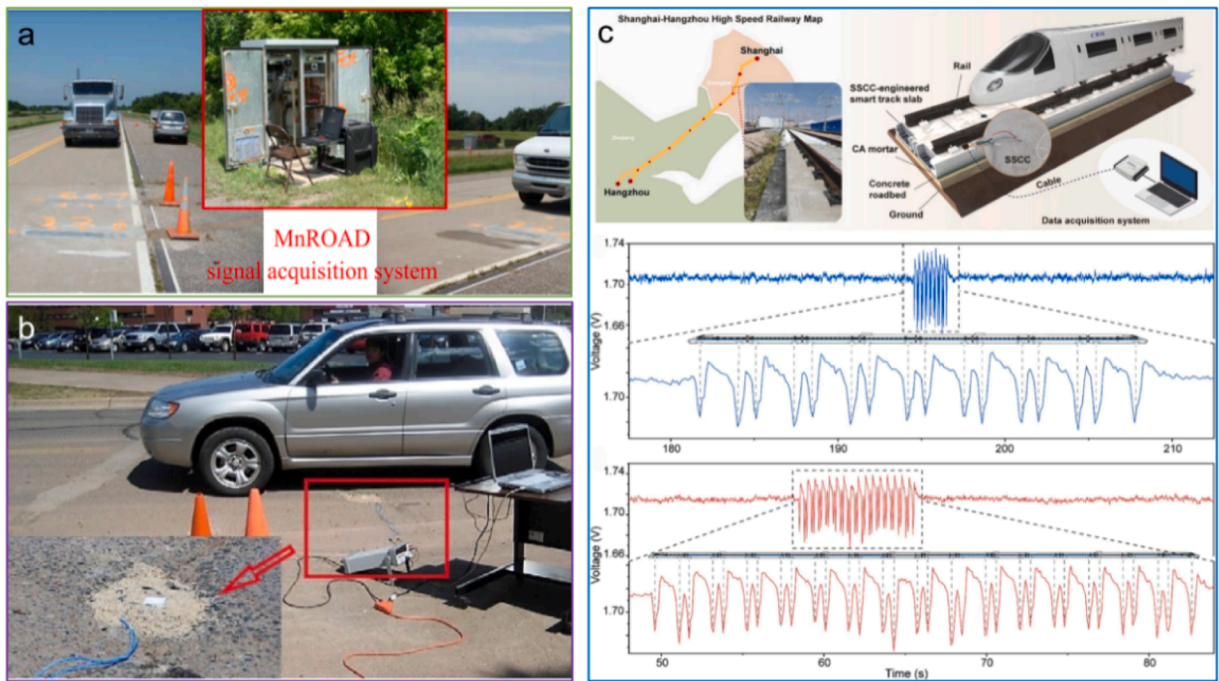 a
MnROAD
signal acquisition system
b
c
Shanghai-Hangzhou High Speed Railway Map
Shanghai
Hangzhou
Rail
SSCC-engineered
smart track slab
SSCC
CA mortar
Concrete
roadbed
Ground
Cable
Data acquisition system
1.74
1.70
1.66
Voltage (V)
1.70
180 190 200 210
1.74
1.70
1.66
Voltage (V)
1.70
50 60 70 80
Time (s)